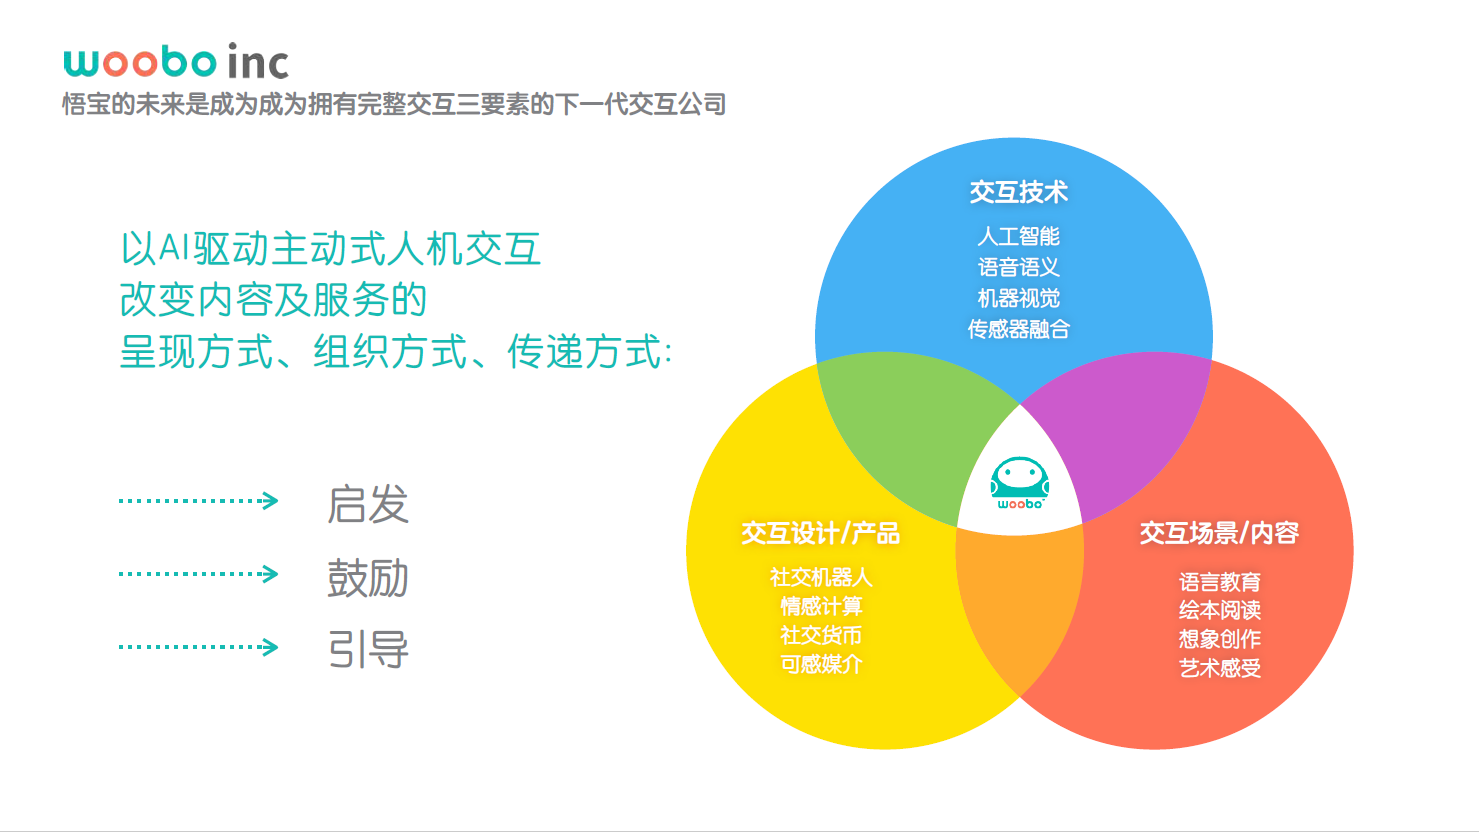 woobo inc
悟宝的未来是成为成为拥有完整交互三要素的下一代交互公司
以AI驱动主动式人机交互
改变内容及服务的
呈现方式、组织方式、传递方式:
启发
鼓励
引导
交互技术
人工智能
语音语义
机器视觉
传感器融合
woobo
交互设计/产品
社交机器人
情感计算
社交货币
可感媒介
交互场景/内容
语言教育
绘本阅读
想象创作
艺术感受